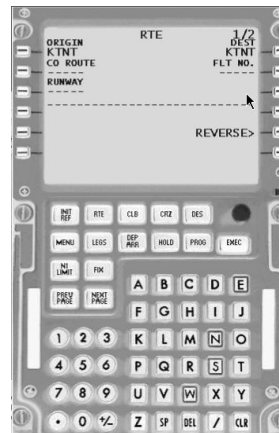 RTE 1/2
ORIGIN DEST
KTNT KTNT
CO ROUTE FLT NO.
---------- --------
RUNWAY
-----
REVERSE>
INIT REF RTE CLB CRZ DES
MENU LEGS DEP ARR HOLD PROG EXEC
N1 LIMIT FIX
PREV PAGE NEXT PAGE
A B C D E
F G H I J
1 2 3 K L M N O
4 5 6 P Q R S T
7 8 9 U V W X Y
. 0 +/- Z SP DEL / CLR